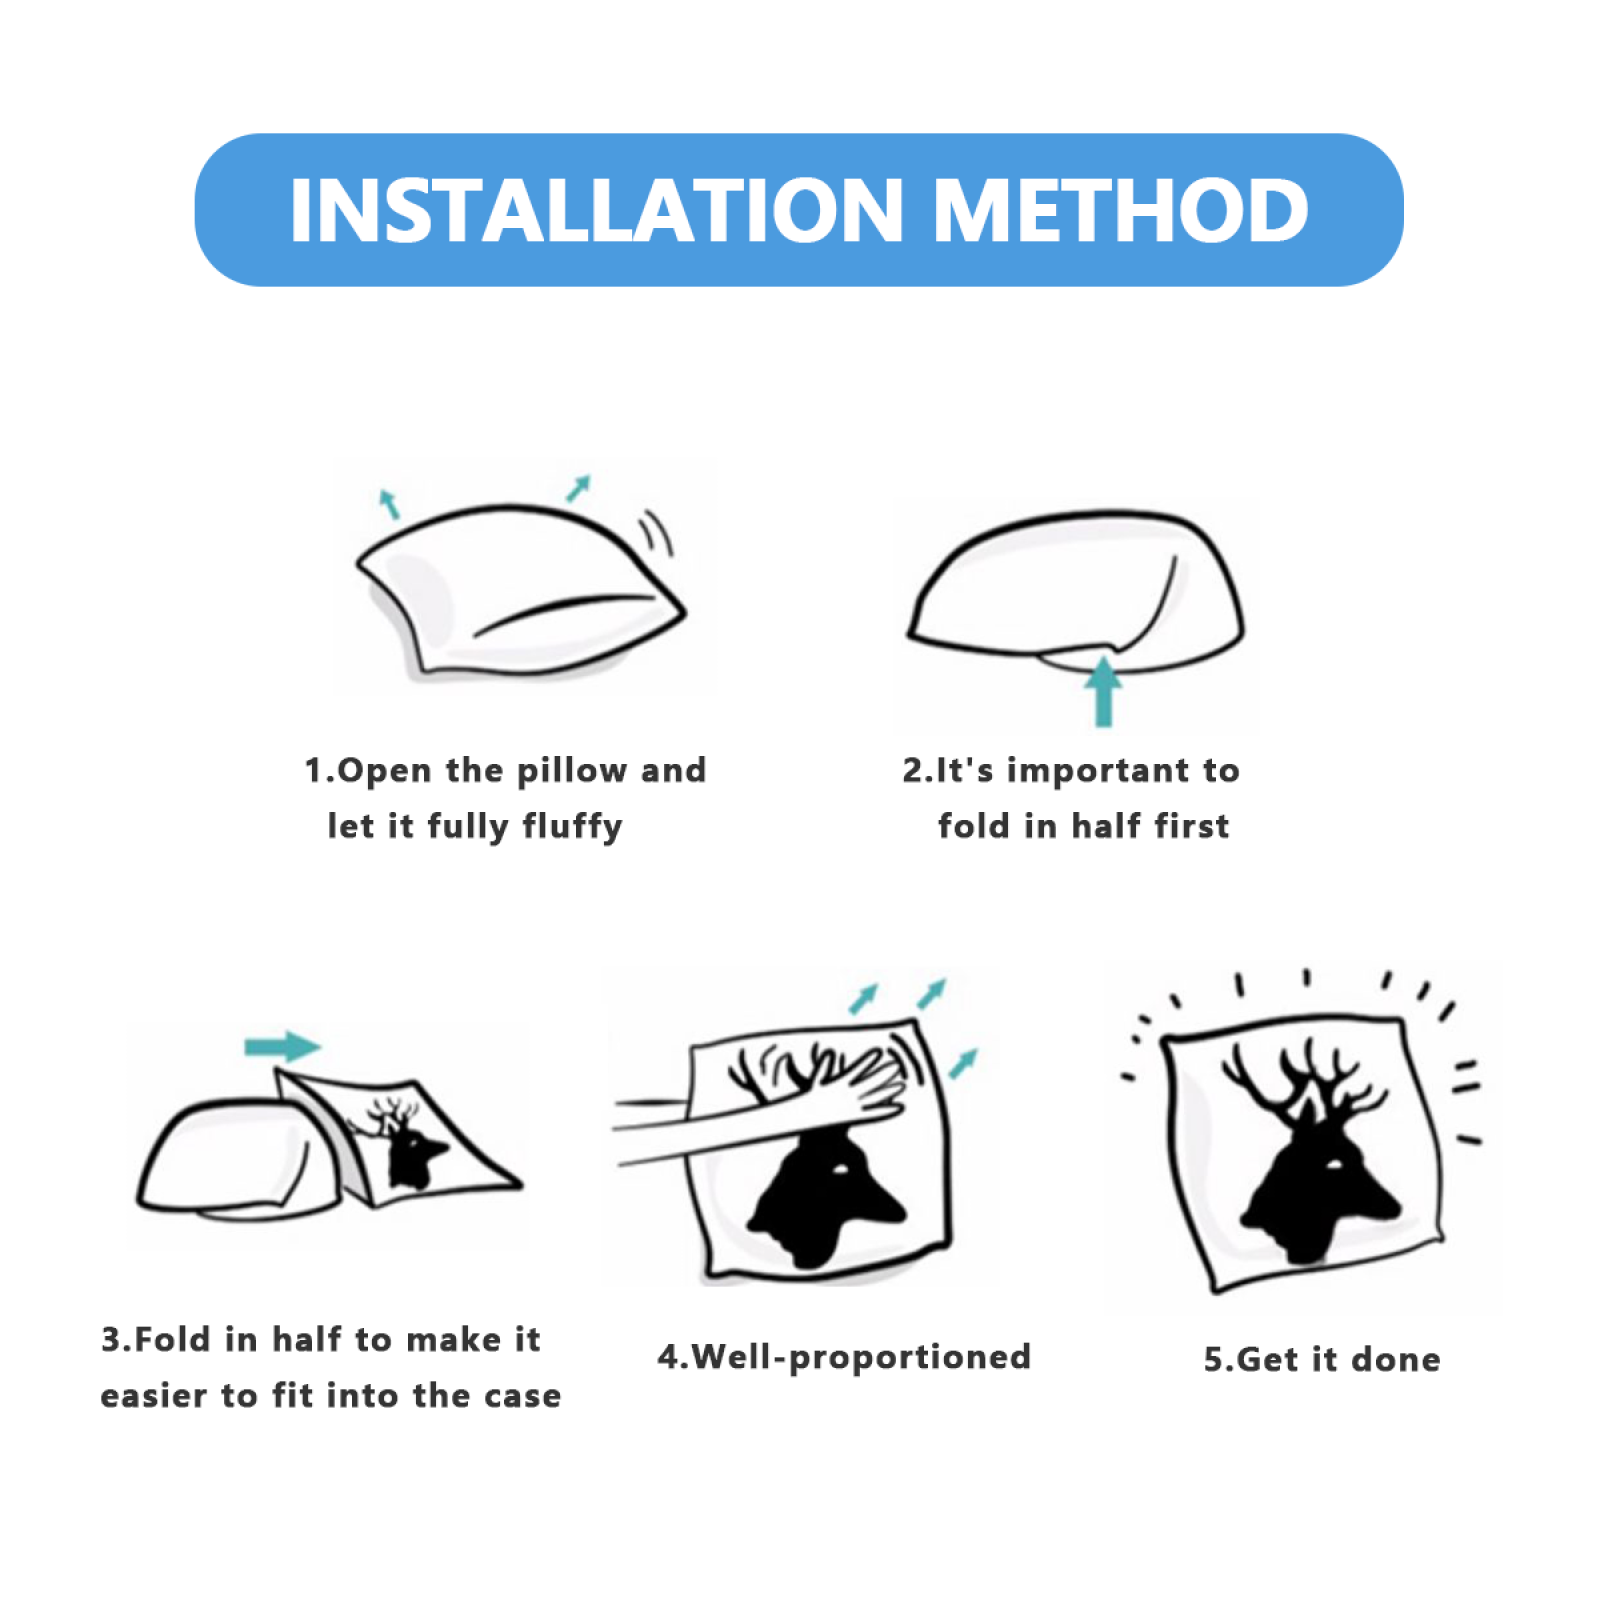 INSTALLATION METHOD
1.Open the pillow and
let it fully fluffy
2.It's important to
fold in half first
3.Fold in half to make it
easier to fit into the case
4.Well-proportioned
5.Get it done